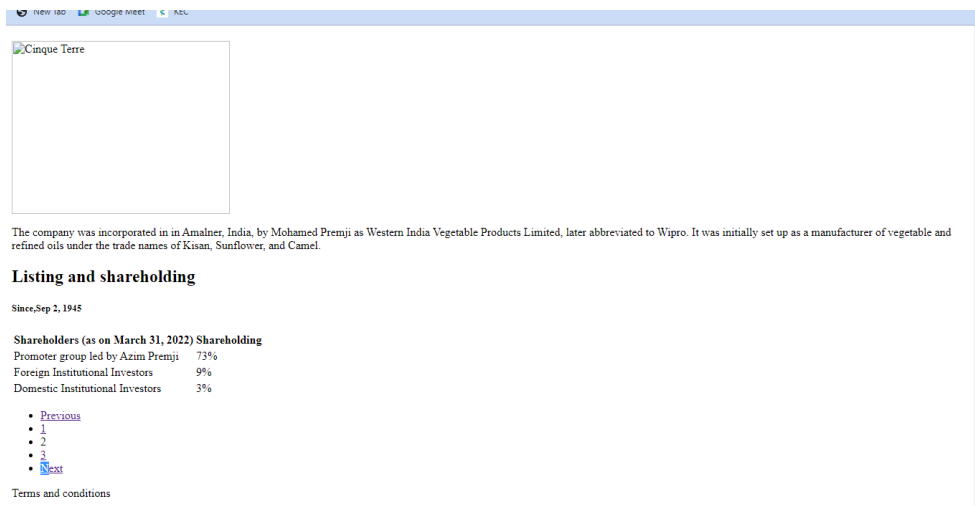 New Tab Google Meet KEC
Cinque Terre
The company was incorporated in in Amalner, India, by Mohamed Premji as Western India Vegetable Products Limited, later abbreviated to Wipro. It was initially set up as a manufacturer of vegetable and
refined oils under the trade names of Kisan, Sunflower, and Camel.
Listing and shareholding
Since,Sep 2, 1945
Shareholders (as on March 31, 2022) Shareholding
Promoter group led by Azim Premji 73%
Foreign Institutional Investors 9%
Domestic Institutional Investors 3%
Previous
1
2
3
Next
Terms and conditions